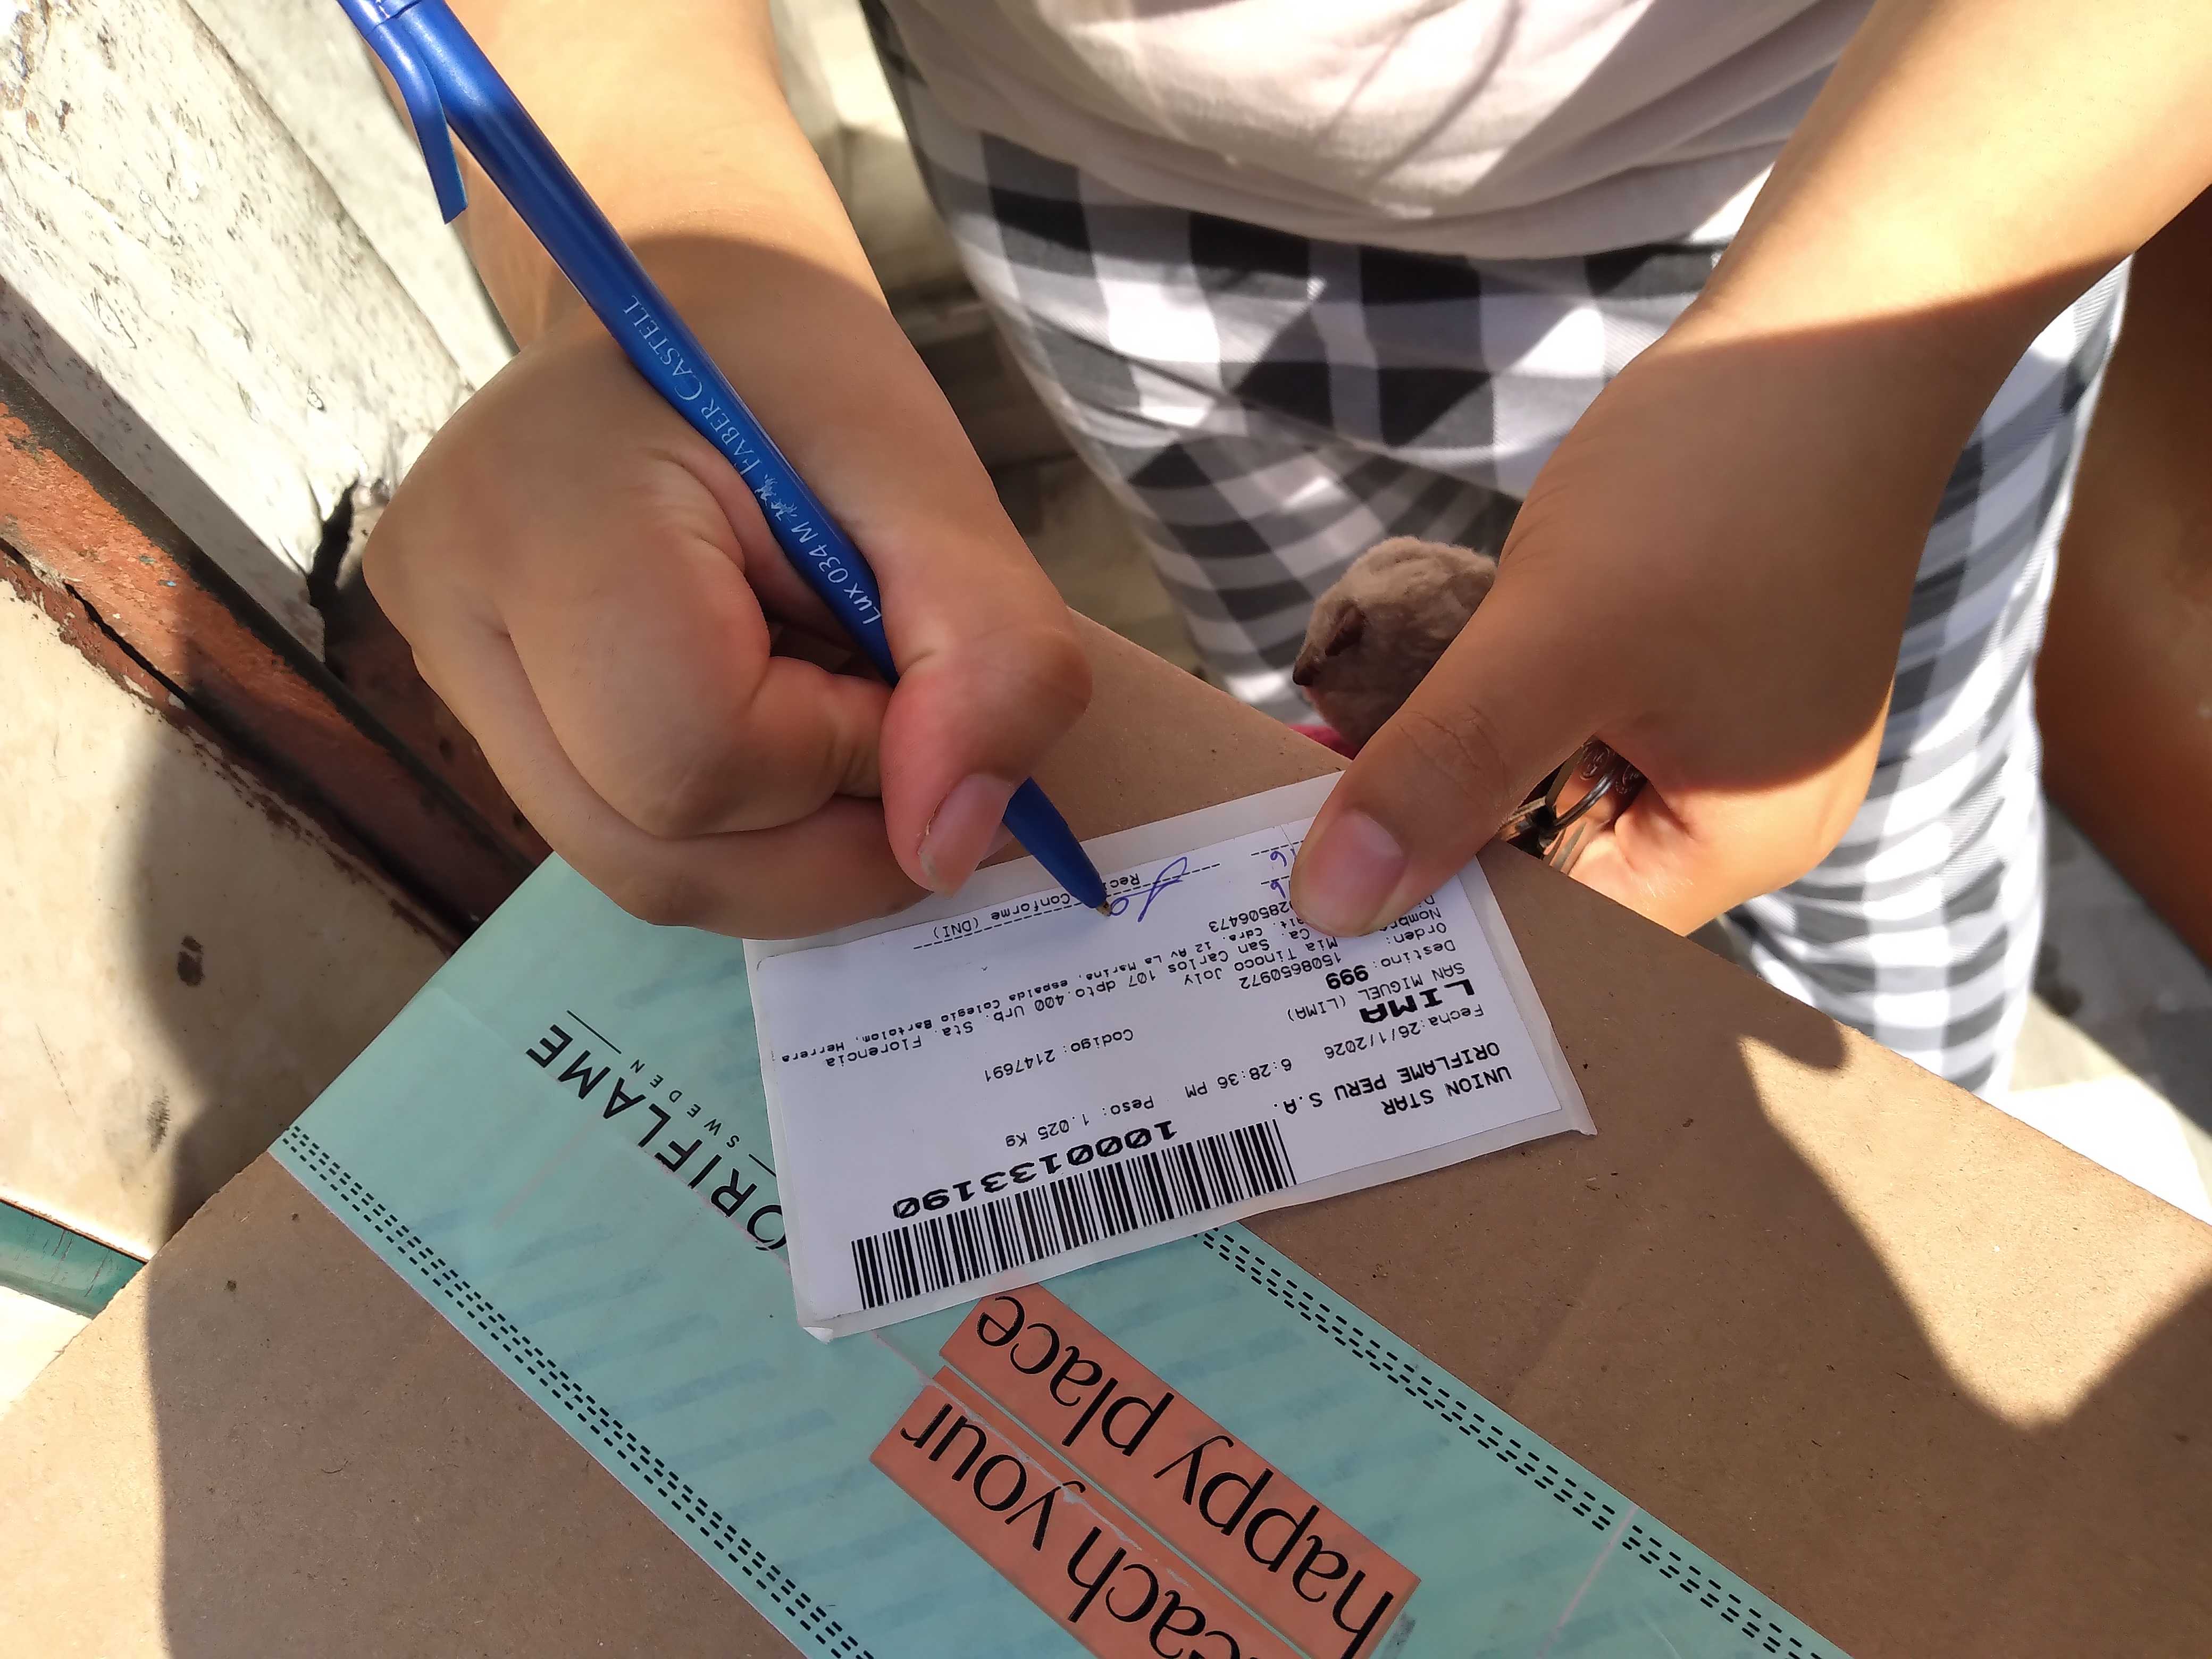 UNION STAR
ORIFLAME PERU S.A.
1000133190
Fecha:26/1/2026 6:28:36 PM Peso: 1.025 Kg
LIMA
SAN MIGUEL (LIMA) Codigo: 2147691
Destino: 999
Orden: 1508650972
Mia Tinoco Joly
Ca: San Carlos 107 dpto.400 Urb. Sta. Florencia
Cdra. 12 Av La Marina, espalda Colegio Bartolom. Herrera
28506473
Conforme (DNI)
ORIFLAME
SWEDEN
your
happy place
LUX 034 M FABER CASTELL